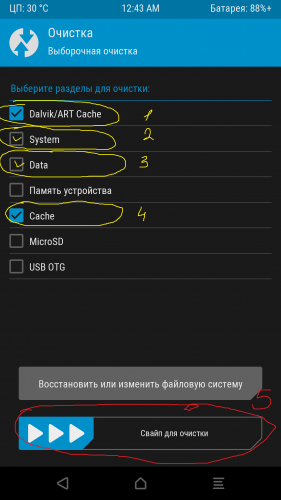 ЦП: 30 °C 12:43 AM Батарея: 88%+
Очистка
Выборочная очистка
Выберите разделы для очистки:
Dalvik/ART Cache 1
System 2
Data 3
Память устройства
Cache 4
MicroSD
USB OTG
Восстановить или изменить файловую систему
5
Свайп для очистки